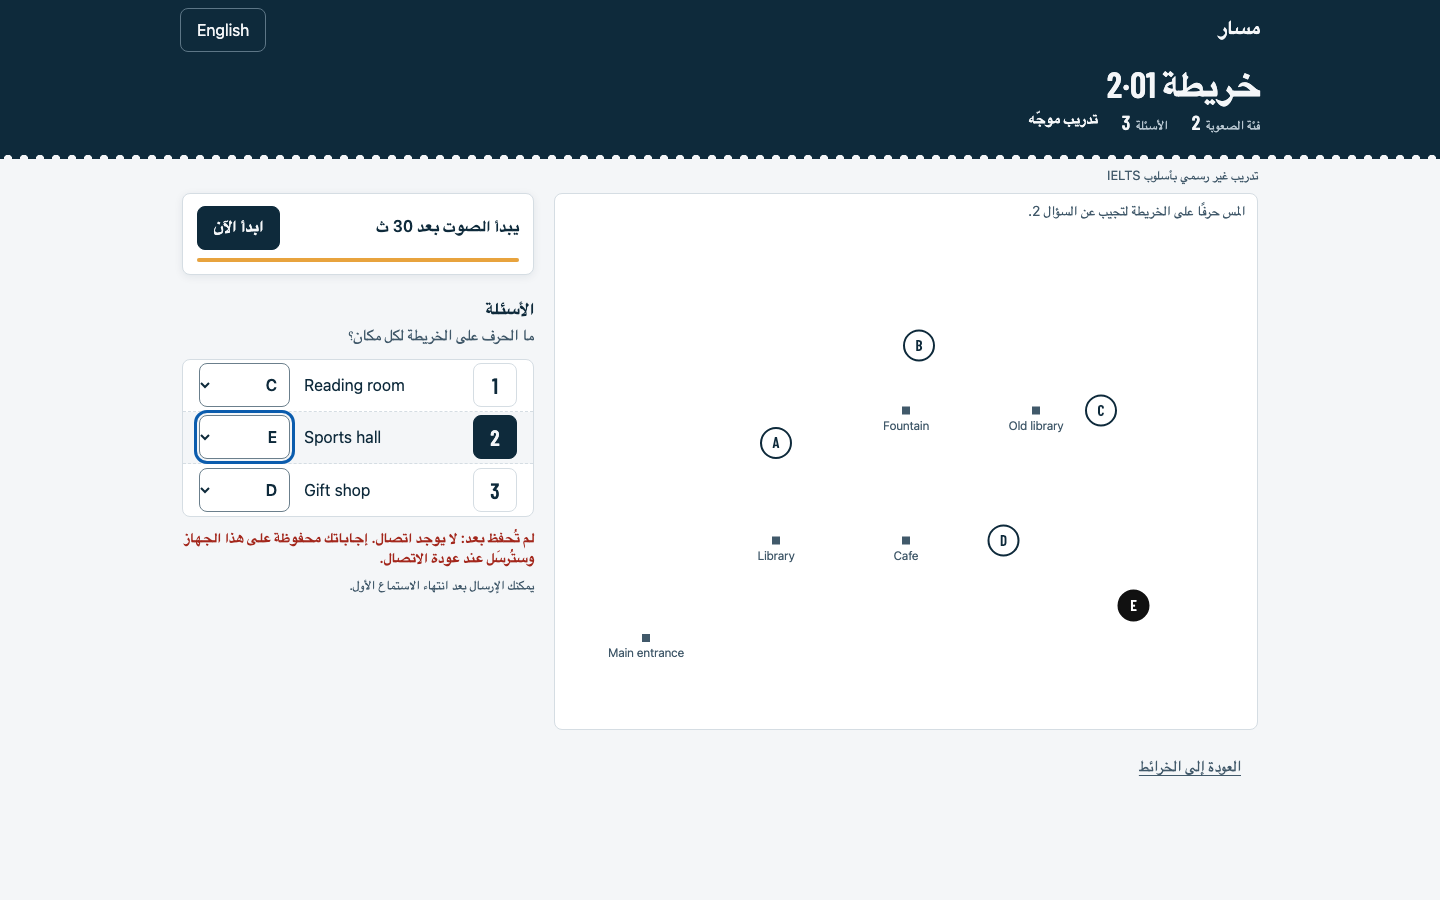 مسار
English
خريطة 2·01
فئة الصعوبة 2 الأسئلة 3 تدريب موجّه
تدريب غير رسمي بأسلوب IELTS
المس حرفًا على الخريطة لتجيب عن السؤال 2.
B
C
Fountain
Old library
A
D
Library
Cafe
E
Main entrance
يبدأ الصوت بعد 30 ث
ابدأ الآن
الأسئلة
ما الحرف على الخريطة لكل مكان؟
1 Reading room C
2 Sports hall E
3 Gift shop D
لم تُحفظ بعد: لا يوجد اتصال. إجاباتك محفوظة على هذا الجهاز
وستُرسَل عند عودة الاتصال.
يمكنك الإرسال بعد انتهاء الاستماع الأول.
العودة إلى الخرائط